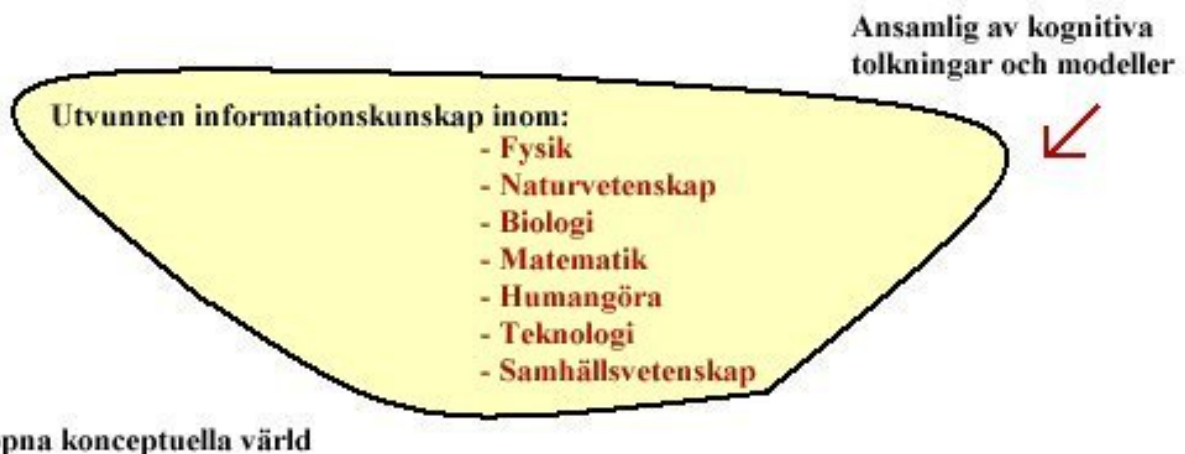 Ansamlig av kognitiva
tolkningar och modeller
Utvunnen informationskunskap inom:
- Fysik
- Naturvetenskap
- Biologi
- Matematik
- Humangöra
- Teknologi
- Samhällsvetenskap
konceptuella värld